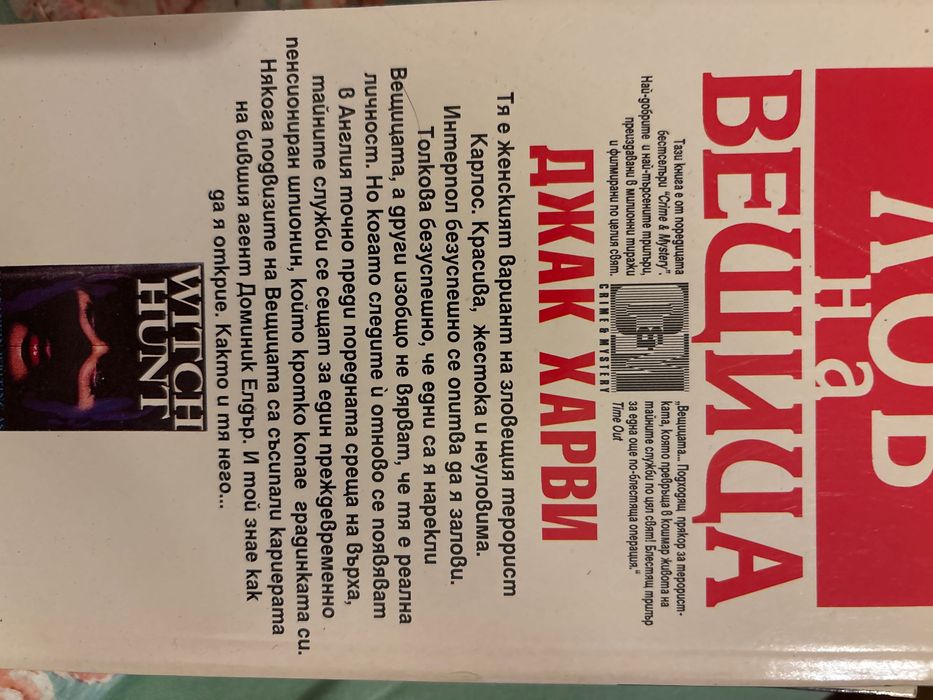 ЛОВ
на
ВЕЩИЦА
Тази книга е от поредицата
бестселъри "Crime & Mystery".
Най-добрите и най-търсените трилъри,
преиздавани в милионни тиражи
и филмирани по целия свят.
CRIME & MYSTERY
„Вещицата... Подходящ прякор за терорист-
ката, която превръща в кошмар живота на
тайните служби по цял свят! Блестящ трилър
за една още по-блестяща операция."
Time Out
ДЖАК ХАРВИ
Тя е женският вариант на зловещия терорист
Карлос. Красива, жестока и неуловима.
Интерпол безуспешно се опитва да я залови.
Толкова безуспешно, че едни са я нарекли
Вещицата, а други изобщо не вярват, че тя е реална
личност. Но когато следите ѝ отново се появяват
в Англия точно преди поредната среща на върха,
тайните служби се сещат за един преждевременно
пенсиониран шпионин, който кротко копае градинката си.
Някога подвизите на Вещицата са съсипали кариерата
на бившия агент Доминик Елдър. И той знае как
да я открие. Както и тя него...
WITCH
HUNT